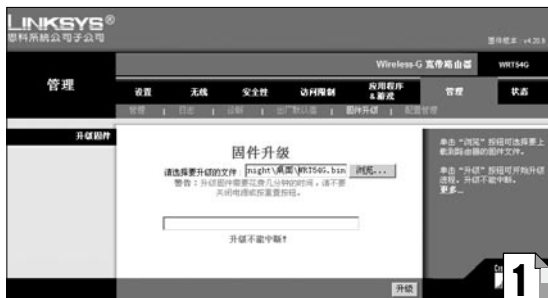 LINKSYS®
思科系统公司子公司
固件版本：v4.20.8
Wireless-G 宽带路由器 WRT54G
管理
设置 无线 安全性 访问限制 应用程序 & 游戏 管理 状态
管理 | 日志 | 诊断 | 出厂默认值 | 固件升级 | 配置管理
升级固件
固件升级
请选择要升级的文件： night\桌面\WRT54G.bin 浏览...
警告：升级固件需要花费几分钟的时间，请不要
关闭电源或按重置按钮。
升级不能中断！
单击“浏览”按钮可选择要上
载到路由器的固件文件。
单击“升级”按钮可开始升级
进程。升级不能中断。
更多...
升级
1